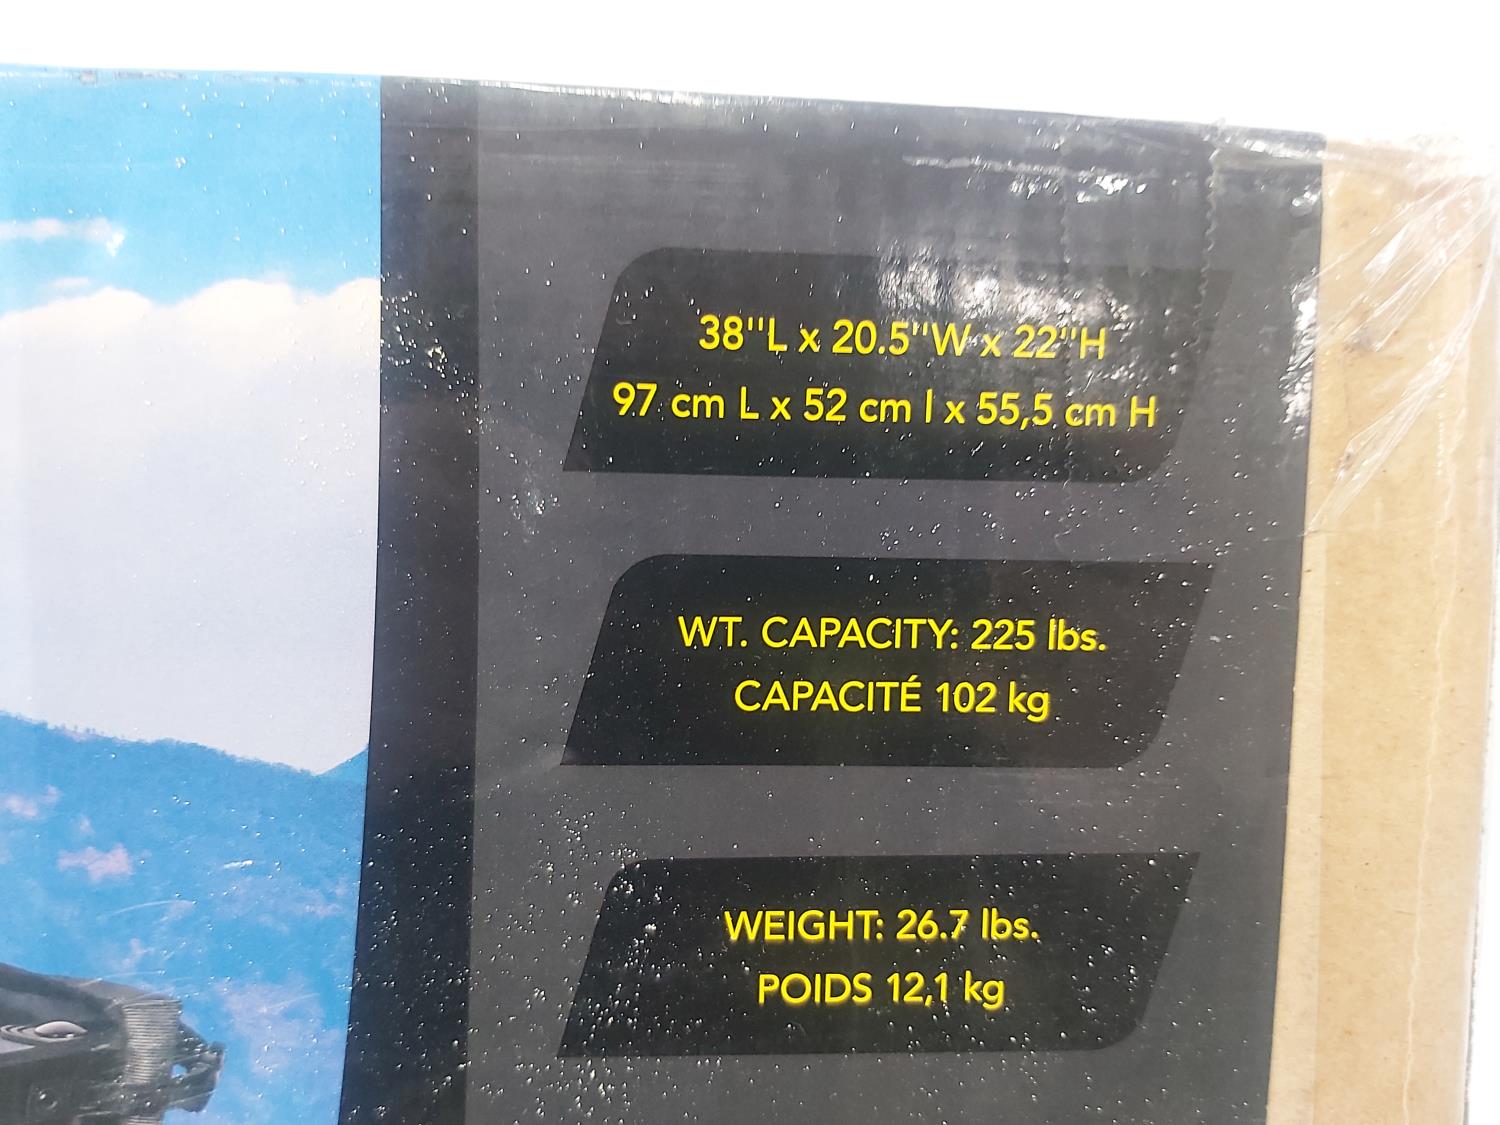 38''L x 20.5''W x 22''H
97 cm L x 52 cm l x 55,5 cm H
WT. CAPACITY: 225 lbs.
CAPACITÉ 102 kg
WEIGHT: 26.7 lbs.
POIDS 12,1 kg